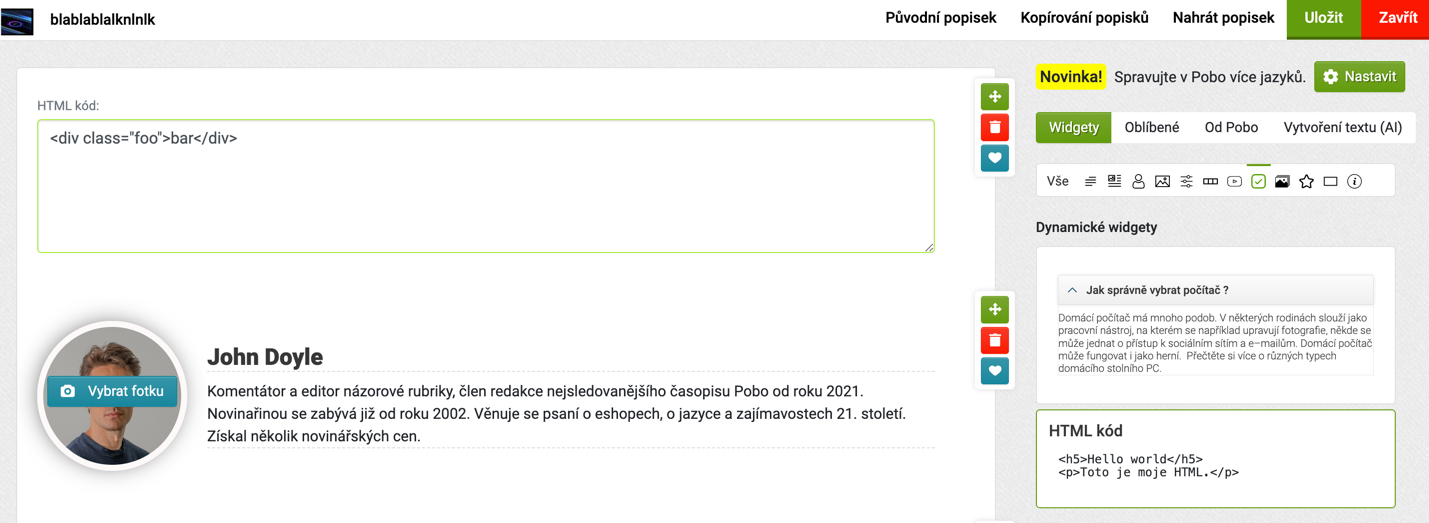 blablablalknlnlk
Původní popisek
Kopírování popisků
Nahrát popisek
Uložit
Zavřít
HTML kód:
<div class="foo">bar</div>
Vybrat fotku
John Doyle
Komentátor a editor názorové rubriky, člen redakce nejsledovanějšího časopisu Pobo od roku 2021.
Novinařinou se zabývá již od roku 2002. Věnuje se psaní o eshopech, o jazyce a zajímavostech 21. století.
Získal několik novinářských cen.
Novinka! Spravujte v Pobo více jazyků. Nastavit
Widgety
Oblíbené
Od Pobo
Vytvoření textu (AI)
Vše
Dynamické widgety
Jak správně vybrat počítač ?
Domácí počítač má mnoho podob. V některých rodinách slouží jako
pracovní nástroj, na kterém se například upravují fotografie, někde se
může jednat o přístup k sociálním sítím a e–mailům. Domácí počítač
může fungovat i jako herní.  Přečtěte si více o různých typech
domácího stolního PC.
HTML kód
<h5>Hello world</h5>
<p>Toto je moje HTML.</p>